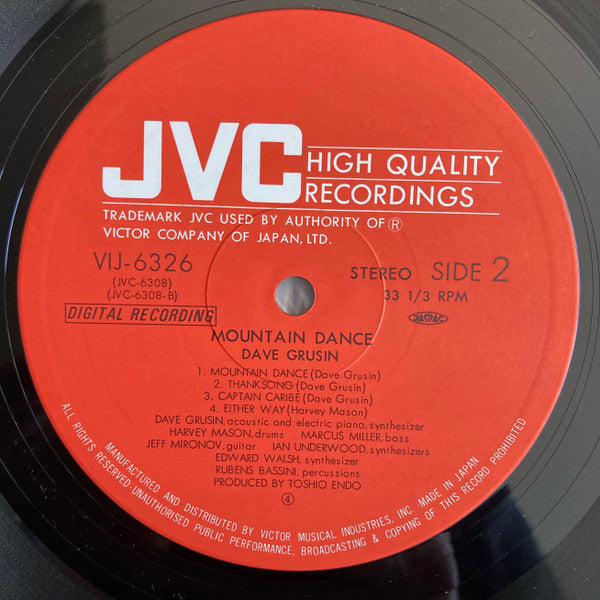 JVC
HIGH QUALITY
RECORDINGS
TRADEMARK JVC USED BY AUTHORITY OF Ⓡ
VICTOR COMPANY OF JAPAN, LTD.
VIJ-6326
(JVC-6308)
(JVC-6308-B)
DIGITAL RECORDING
STEREO SIDE 2
33 1/3 RPM
JASRAC
MOUNTAIN DANCE
DAVE GRUSIN
1. MOUNTAIN DANCE (Dave Grusin)
2. THANKSONG (Dave Grusin)
3. CAPTAIN CARIBE (Dave Grusin)
4. EITHER WAY (Harvey Mason)
DAVE GRUSIN, acoustic and electric piano, synthesizer
HARVEY MASON, drums MARCUS MILLER, bass
JEFF MIRONOV, guitar IAN UNDERWOOD, synthesizers
EDWARD WALSH, synthesizer
RUBENS BASSINI, percussions
PRODUCED BY TOSHIO ENDO
④
MANUFACTURED AND DISTRIBUTED BY VICTOR MUSICAL INDUSTRIES, INC. MADE IN JAPAN
ALL RIGHTS RESERVED. UNAUTHORISED PUBLIC PERFORMANCE, BROADCASTING & COPYING OF THIS RECORD PROHIBITED